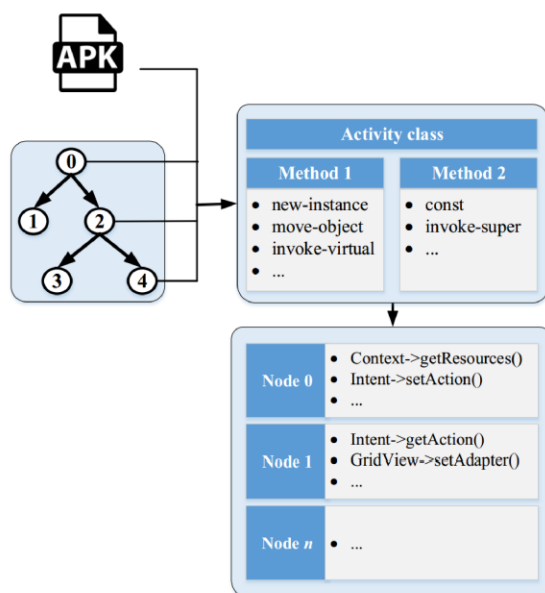 APK
0
1
2
3
4
Activity class
Method 1
• new-instance
• move-object
• invoke-virtual
• ...
Method 2
• const
• invoke-super
• ...
Node 0
• Context->getResources()
• Intent->setAction()
• ...
Node 1
• Intent->getAction()
• GridView->setAdapter()
• ...
Node n
• ...